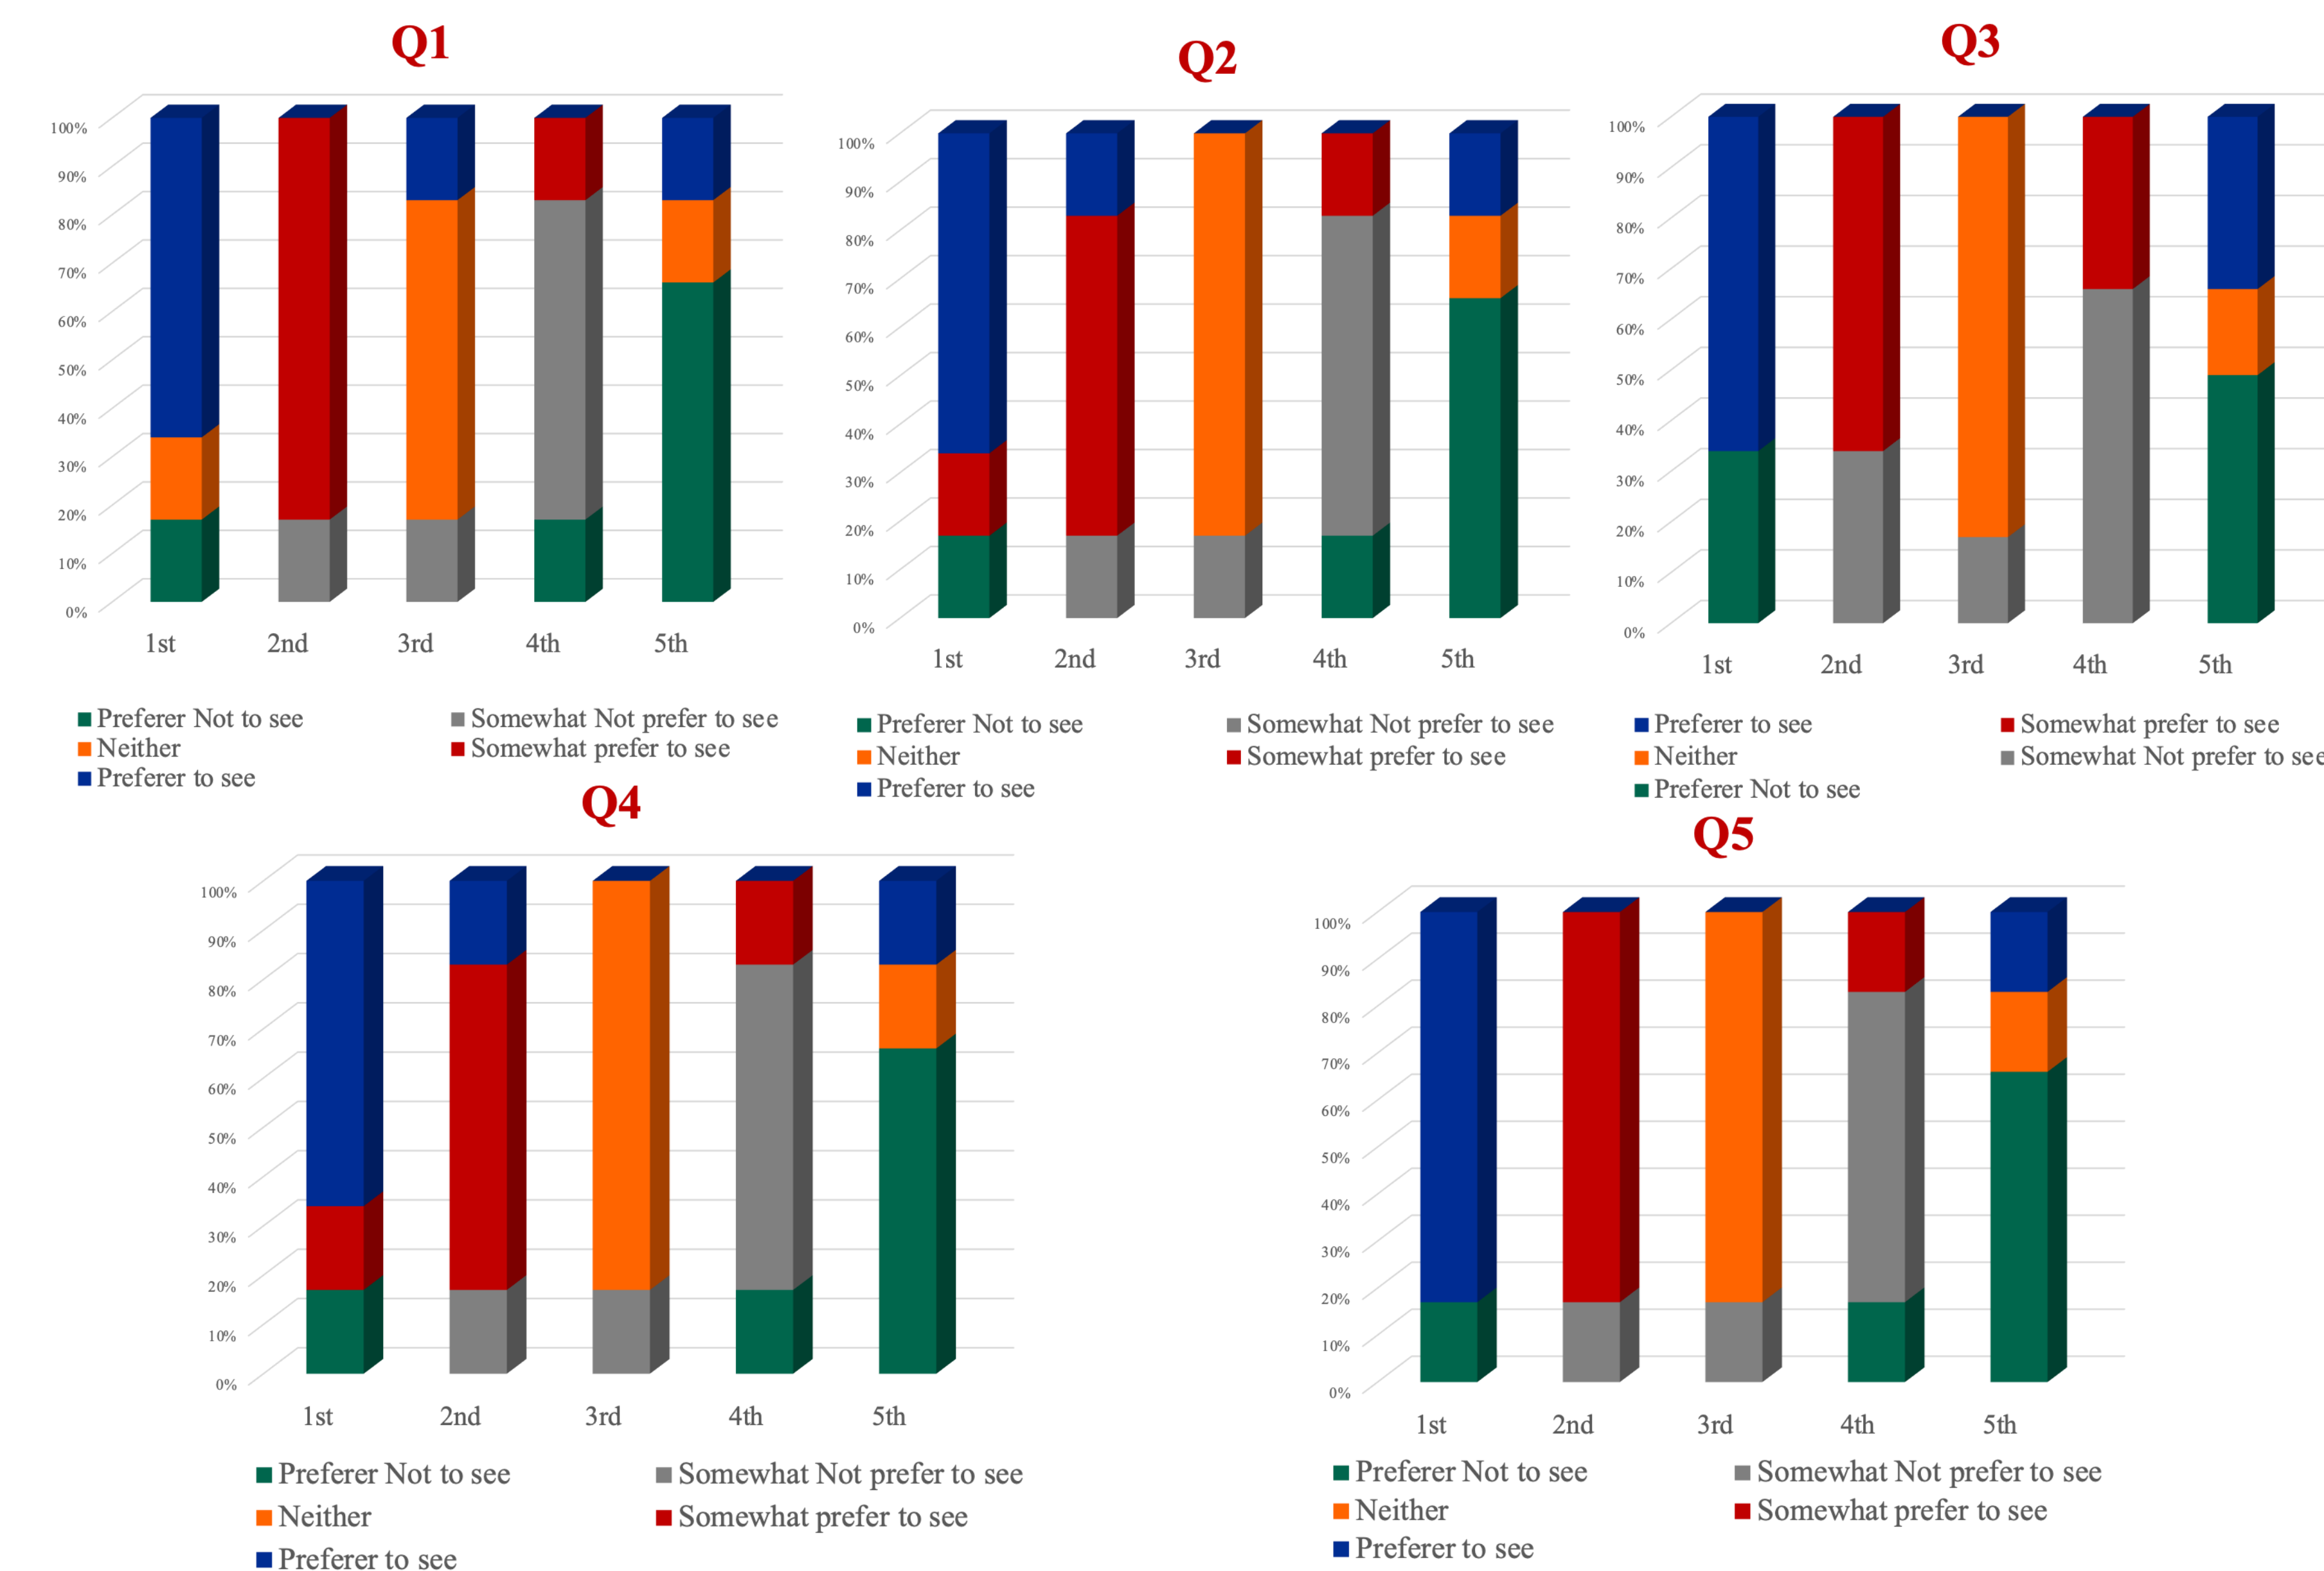 Q1
100%
90%
80%
70%
60%
50%
40%
30%
20%
10%
0%
1st 2nd 3rd 4th 5th
Preferer Not to see Somewhat Not prefer to see
Neither Somewhat prefer to see
Preferer to see
Q2
100%
90%
80%
70%
60%
50%
40%
30%
20%
10%
0%
1st 2nd 3rd 4th 5th
Preferer Not to see Somewhat Not prefer to see
Neither Somewhat prefer to see
Preferer to see
Q3
100%
90%
80%
70%
60%
50%
40%
30%
20%
10%
0%
1st 2nd 3rd 4th 5th
Preferer to see Somewhat prefer to see
Neither Somewhat Not prefer to see
Preferer Not to see
Q4
100%
90%
80%
70%
60%
50%
40%
30%
20%
10%
0%
1st 2nd 3rd 4th 5th
Preferer Not to see Somewhat Not prefer to see
Neither Somewhat prefer to see
Preferer to see
Q5
100%
90%
80%
70%
60%
50%
40%
30%
20%
10%
0%
1st 2nd 3rd 4th 5th
Preferer Not to see Somewhat Not prefer to see
Neither Somewhat prefer to see
Preferer to see